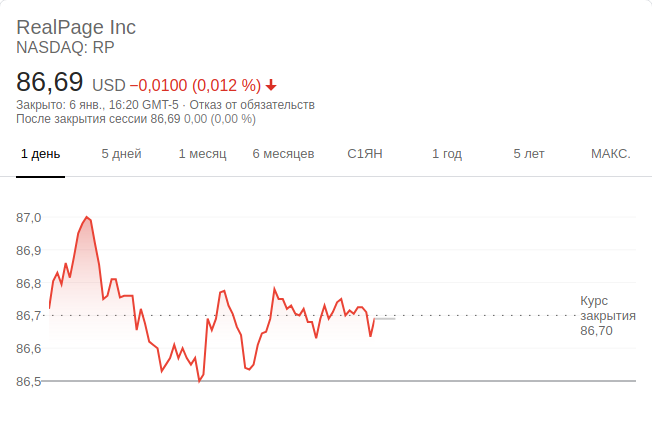 RealPage Inc
NASDAQ: RP
86,69 USD −0,0100 (0,012 %)
Закрыто: 6 янв., 16:20 GMT-5 · Отказ от обязательств
После закрытия сессии 86,69 0,00 (0,00 %)
1 день 5 дней 1 месяц 6 месяцев С1ЯН 1 год 5 лет МАКС.
87,0
86,9
86,8
86,7
86,6
86,5
Курс
закрытия
86,70